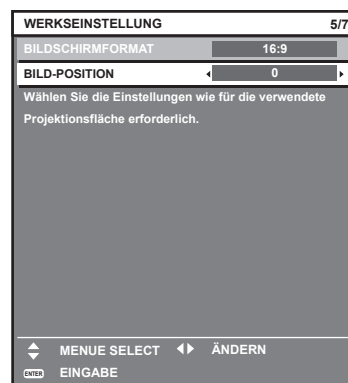 WERKSEINSTELLUNG 5/7
BILDSCHIRMFORMAT 16:9
BILD-POSITION 0
Wählen Sie die Einstellungen wie für die verwendete
Projektionsfläche erforderlich.
MENUE SELECT ÄNDERN
ENTER EINGABE